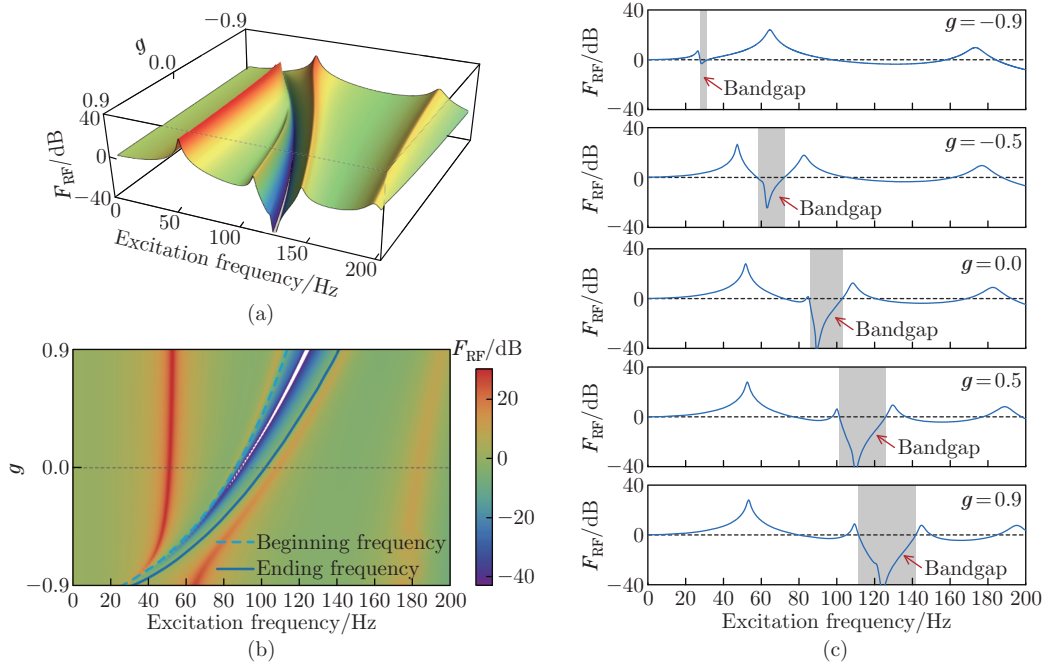 −0.9
g
0.0
0.9
40
0
−40
F_RF/dB
0
50
100
150
200
Excitation frequency/Hz
(a)
0.9
0.0
−0.9
g
F_RF/dB
20
0
−20
−40
Beginning frequency
Ending frequency
0 20 40 60 80 100 120 140 160 180 200
Excitation frequency/Hz
(b)
40
0
−40
F_RF/dB
g=−0.9
Bandgap
40
0
−40
F_RF/dB
g=−0.5
Bandgap
40
0
−40
F_RF/dB
g=0.0
Bandgap
40
0
−40
F_RF/dB
g=0.5
Bandgap
40
0
−40
F_RF/dB
g=0.9
Bandgap
0 20 40 60 80 100 120 140 160 180 200
Excitation frequency/Hz
(c)